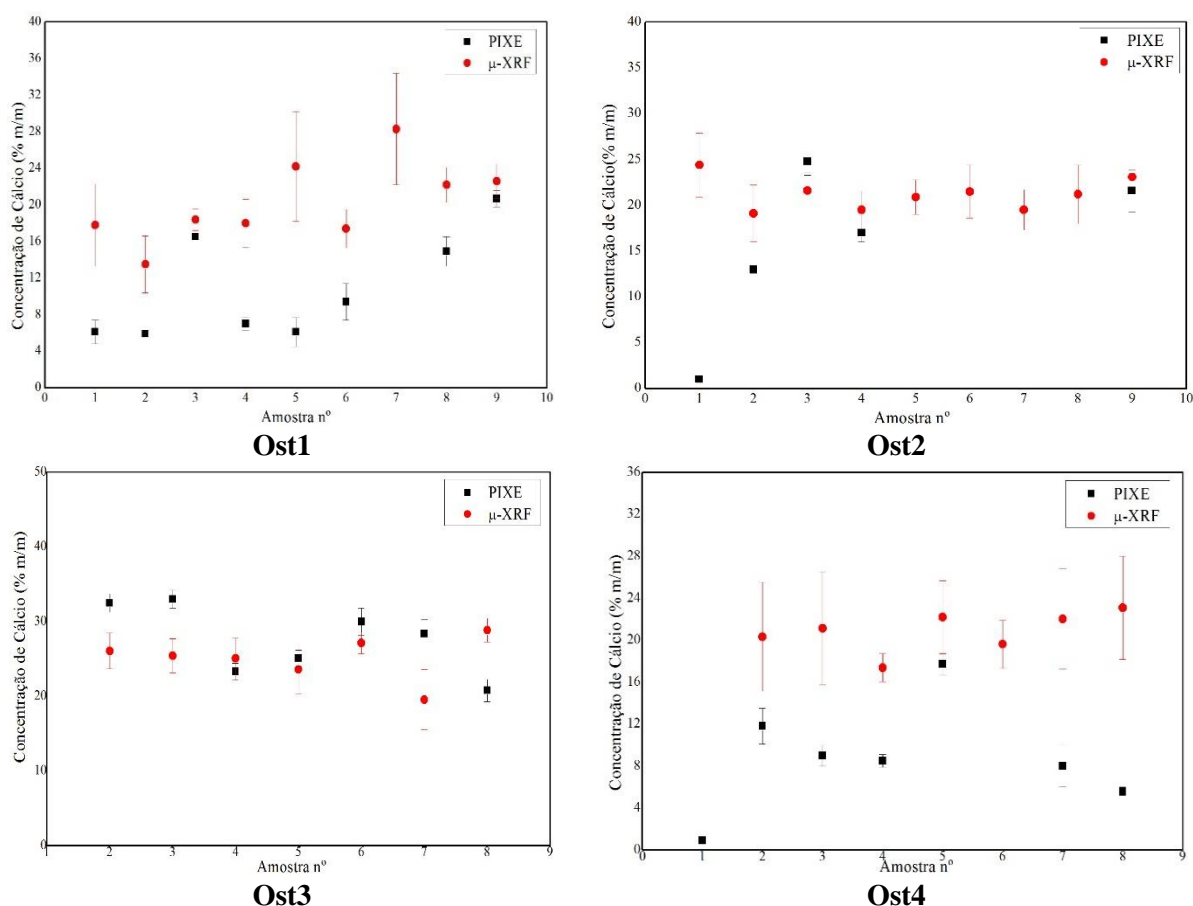 40
36
32
28
24
20
16
12
8
4
0
Concentração de Cálcio (% m/m)
PIXE
μ-XRF
0 1 2 3 4 5 6 7 8 9 10
Amostra nº
Ost1
40
35
30
25
20
15
10
5
0
Concentração de Cálcio(% m/m)
PIXE
μ-XRF
0 1 2 3 4 5 6 7 8 9 10
Amostra nº
Ost2
50
40
30
20
10
0
Concentração de Cálcio (% m/m)
PIXE
μ-XRF
1 2 3 4 5 6 7 8 9
Amostra nº
Ost3
36
32
28
24
20
16
12
8
4
0
Concentração de Cálcio (% m/m)
PIXE
μ-XRF
0 1 2 3 4 5 6 7 8 9
Amostra nº
Ost4